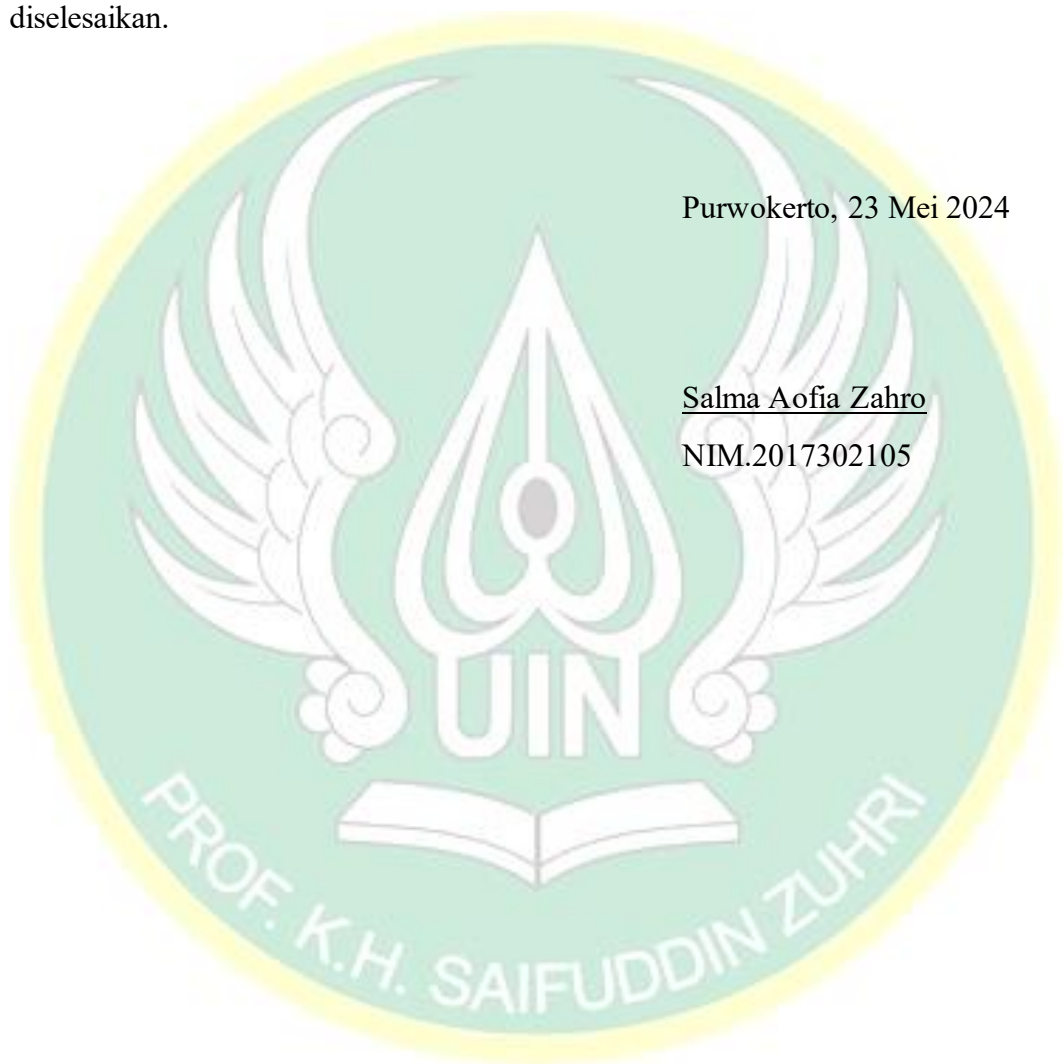 diselesaikan.
Purwokerto, 23 Mei 2024
Salma Aofia Zahro
NIM.2017302105
UIN
PROF. K.H. SAIFUDDIN ZUHRI